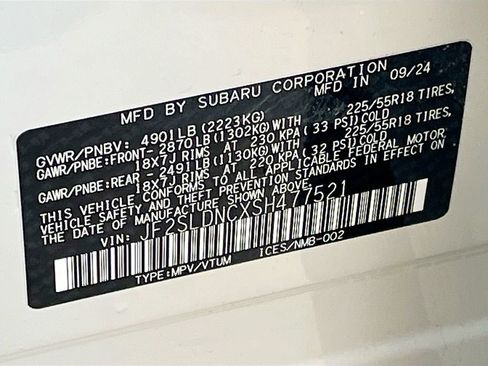 MFD BY SUBARU CORPORATION
MFD IN 09/24
GVWR/PNBV: 4901LB(2223KG)
GAWR/PNBE:FRONT-2870LB(1302KG)WITH 225/55R18 TIRES,
18X7J RIMS AT 230 KPA(33 PSI)COLD
GAWR/PNBE:REAR -2491LB(1130KG)WITH 225/55R18 TIRES,
18X7J RIMS AT 220 KPA(32 PSI)COLD
THIS VEHICLE CONFORMS TO ALL APPLICABLE FEDERAL MOTOR
VEHICLE SAFETY AND THEFT PREVENTION STANDARDS IN EFFECT ON
THIS DATE OF MANUFACTURE SHOWN ABOVE.
VIN: JF2SLDNCXSH477521
TYPE:MPV/VTUM ICES/NMB-002